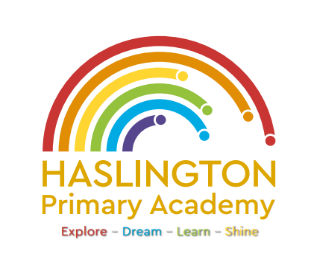 HASLINGTON
Primary Academy
Explore - Dream - Learn - Shine